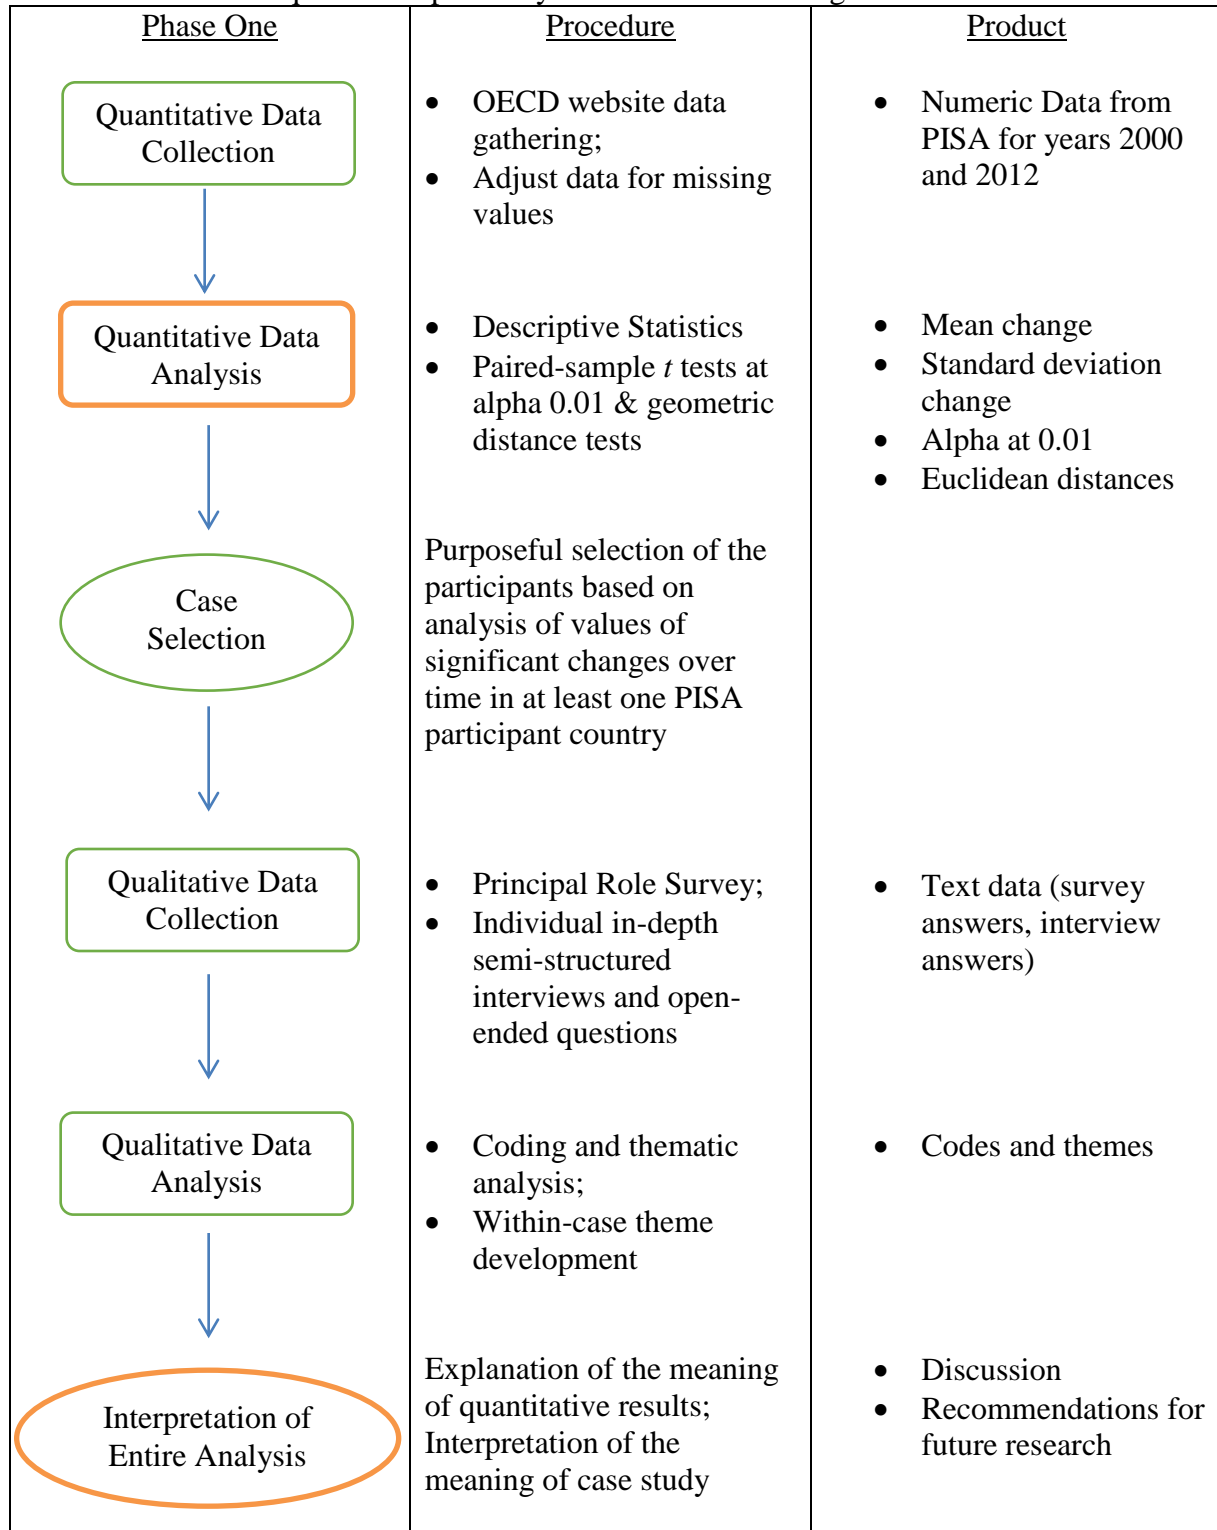 Phase One
Procedure
Product
Quantitative Data
Collection
• OECD website data
gathering;
• Adjust data for missing
values
• Numeric Data from
PISA for years 2000
and 2012
Quantitative Data
Analysis
• Descriptive Statistics
• Paired-sample t tests at
alpha 0.01 & geometric
distance tests
• Mean change
• Standard deviation
change
• Alpha at 0.01
• Euclidean distances
Case
Selection
Purposeful selection of the
participants based on
analysis of values of
significant changes over
time in at least one PISA
participant country
Qualitative Data
Collection
• Principal Role Survey;
• Individual in-depth
semi-structured
interviews and open-
ended questions
• Text data (survey
answers, interview
answers)
Qualitative Data
Analysis
• Coding and thematic
analysis;
• Within-case theme
development
• Codes and themes
Interpretation of
Entire Analysis
Explanation of the meaning
of quantitative results;
Interpretation of the
meaning of case study
• Discussion
• Recommendations for
future research